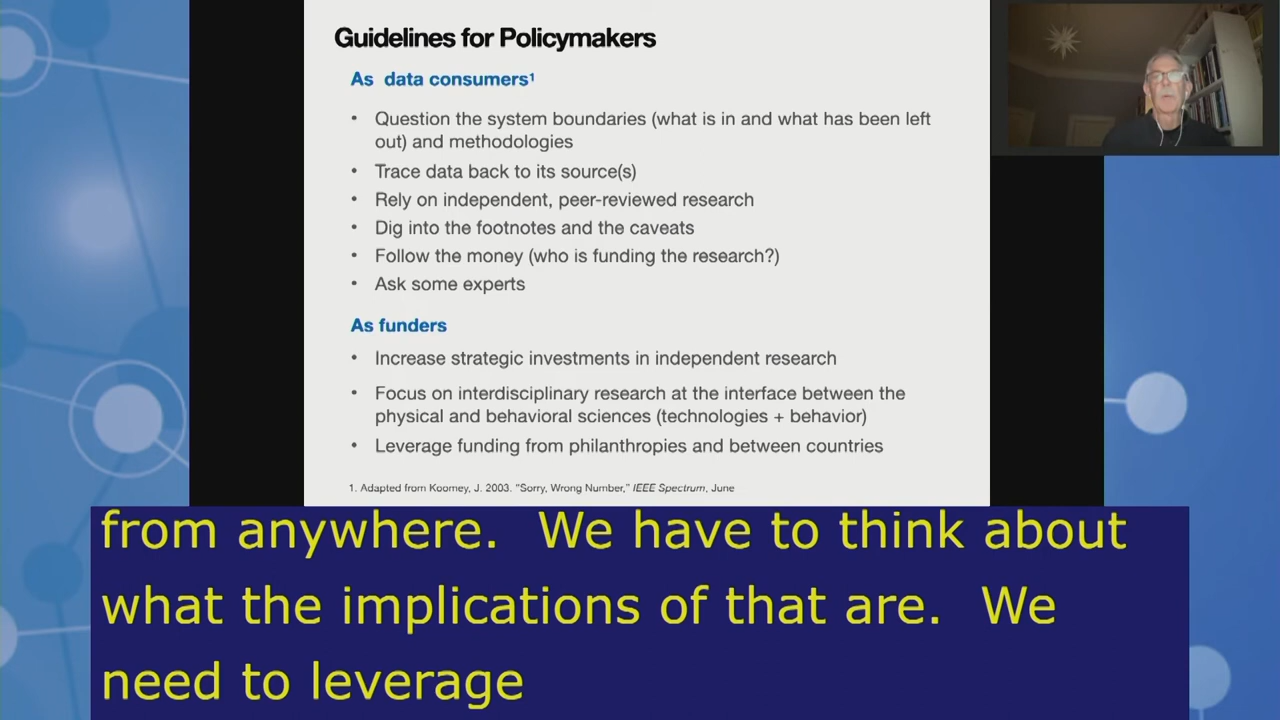 Guidelines for Policymakers
As data consumers¹
• Question the system boundaries (what is in and what has been left
out) and methodologies
• Trace data back to its source(s)
• Rely on independent, peer-reviewed research
• Dig into the footnotes and the caveats
• Follow the money (who is funding the research?)
• Ask some experts
As funders
• Increase strategic investments in independent research
• Focus on interdisciplinary research at the interface between the
physical and behavioral sciences (technologies + behavior)
• Leverage funding from philanthropies and between countries
1. Adapted from Koomey, J. 2003. "Sorry, Wrong Number," IEEE Spectrum, June
from anywhere. We have to think about
what the implications of that are. We
need to leverage